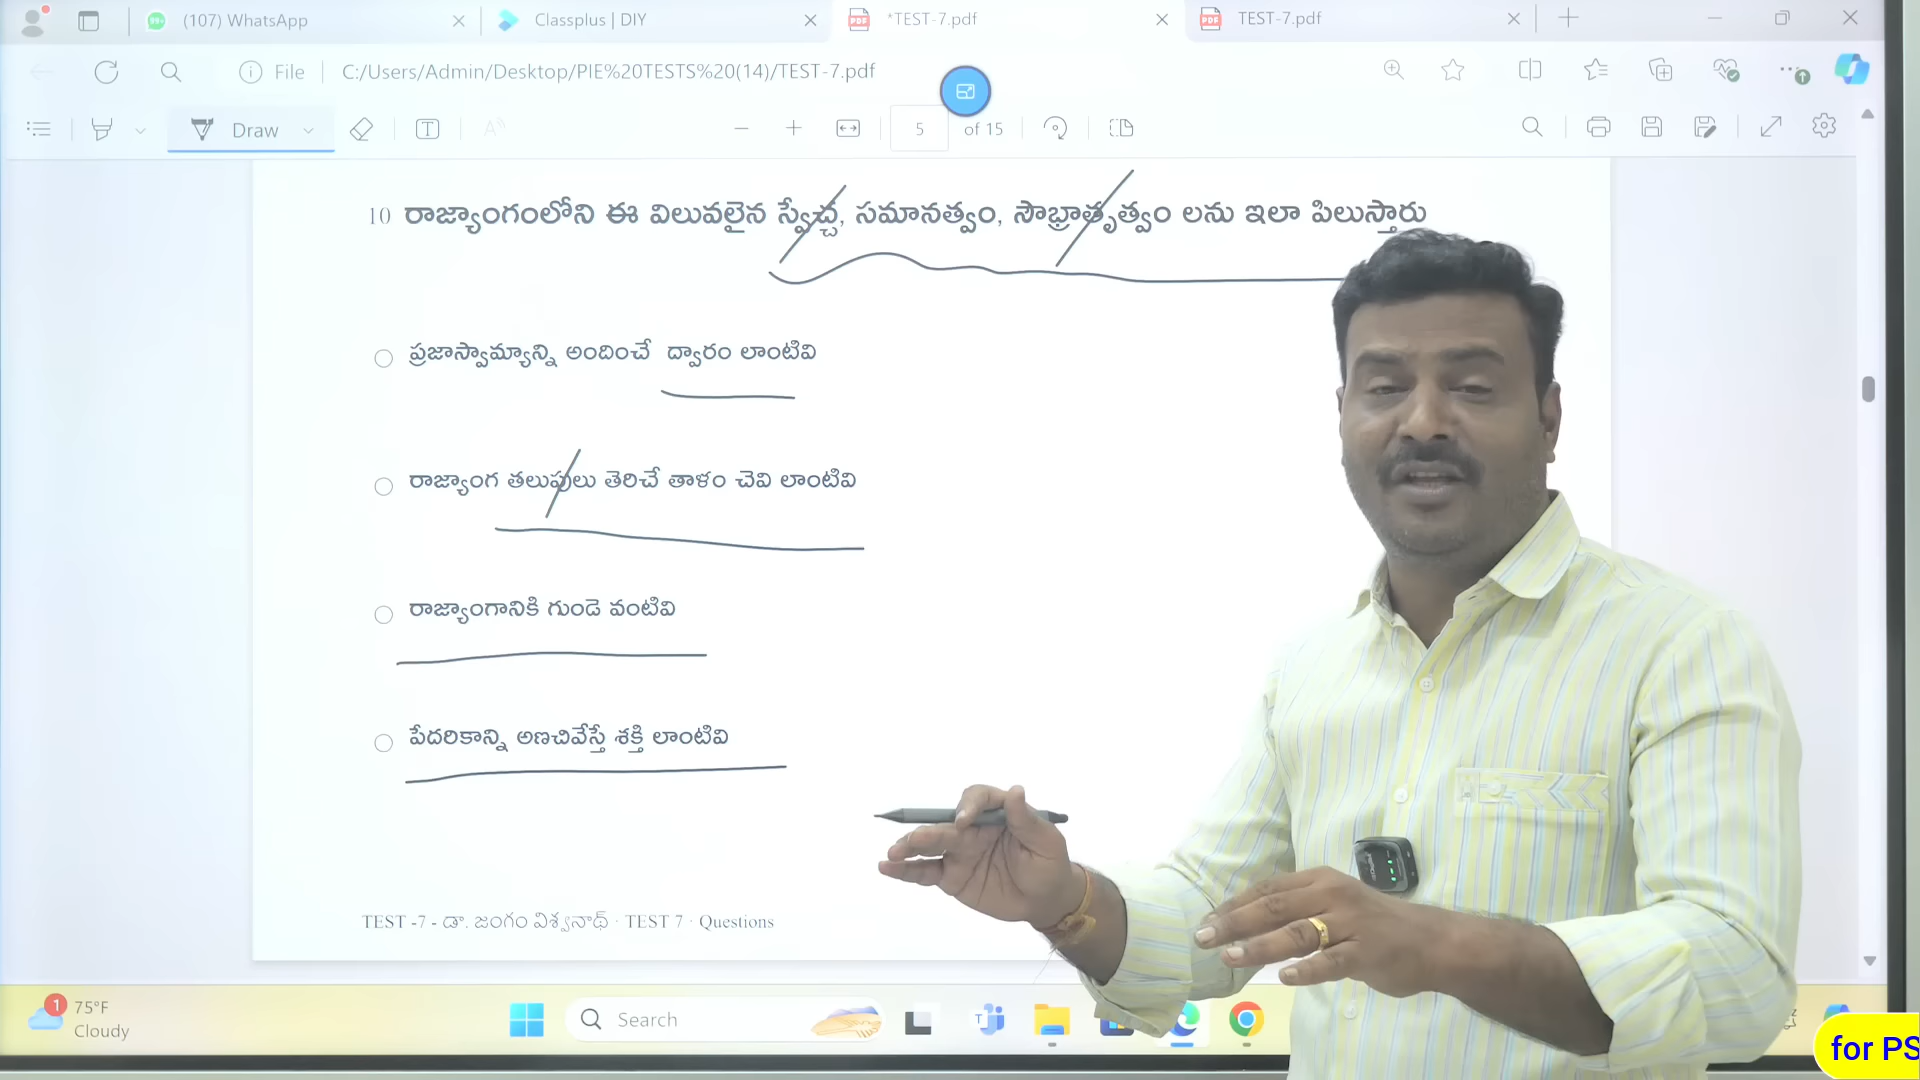 (107) WhatsApp
Classplus | DIY
*TEST-7.pdf
TEST-7.pdf
File
C:/Users/Admin/Desktop/PIE%20TESTS%20(14)/TEST-7.pdf
Draw
5 of 15
10 రాజ్యాంగంలోని ఈ విలువలైన స్వేచ్ఛ, సమానత్వం, సౌభ్రాతృత్వం లను ఇలా పిలుస్తారు
ప్రజాస్వామ్యాన్ని అందించే ద్వారం లాంటివి
రాజ్యాంగ తలుపులు తెరిచే తాళం చెవి లాంటివి
రాజ్యాంగానికి గుండె వంటివి
పేదరికాన్ని అణచివేస్తే శక్తి లాంటివి
TEST -7 - డా. జంగం విశ్వనాథ్ · TEST 7 · Questions
1
75°F
Cloudy
Search
for PS